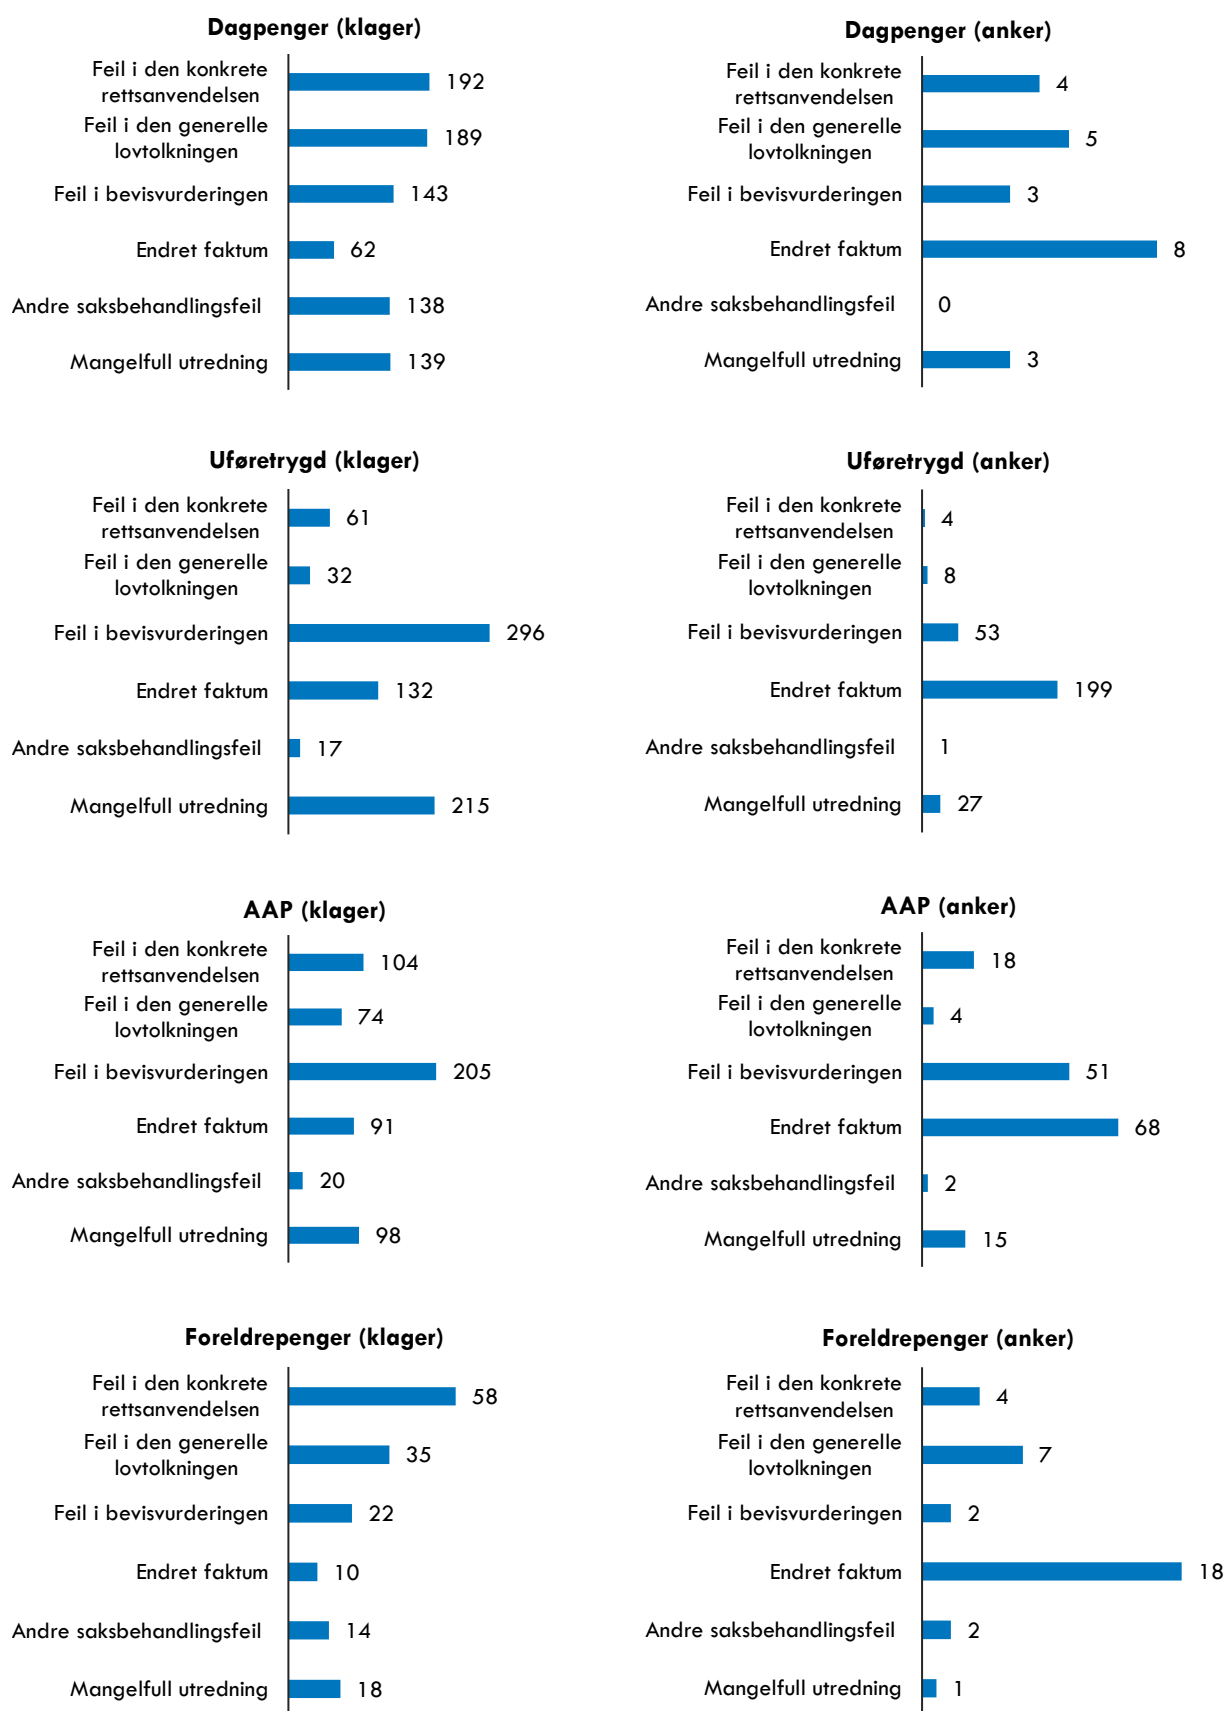 Dagpenger (klager)
Feil i den konkrete
rettsanvendelsen
192
Feil i den generelle
lovtolkningen
189
Feil i bevisvurderingen
143
Endret faktum
62
Andre saksbehandlingsfeil
138
Mangelfull utredning
139
Dagpenger (anker)
Feil i den konkrete
rettsanvendelsen
4
Feil i den generelle
lovtolkningen
5
Feil i bevisvurderingen
3
Endret faktum
8
Andre saksbehandlingsfeil
0
Mangelfull utredning
3
Uføretrygd (klager)
Feil i den konkrete
rettsanvendelsen
61
Feil i den generelle
lovtolkningen
32
Feil i bevisvurderingen
296
Endret faktum
132
Andre saksbehandlingsfeil
17
Mangelfull utredning
215
Uføretrygd (anker)
Feil i den konkrete
rettsanvendelsen
4
Feil i den generelle
lovtolkningen
8
Feil i bevisvurderingen
53
Endret faktum
199
Andre saksbehandlingsfeil
1
Mangelfull utredning
27
AAP (klager)
Feil i den konkrete
rettsanvendelsen
104
Feil i den generelle
lovtolkningen
74
Feil i bevisvurderingen
205
Endret faktum
91
Andre saksbehandlingsfeil
20
Mangelfull utredning
98
AAP (anker)
Feil i den konkrete
rettsanvendelsen
18
Feil i den generelle
lovtolkningen
4
Feil i bevisvurderingen
51
Endret faktum
68
Andre saksbehandlingsfeil
2
Mangelfull utredning
15
Foreldrepenger (klager)
Feil i den konkrete
rettsanvendelsen
58
Feil i den generelle
lovtolkningen
35
Feil i bevisvurderingen
22
Endret faktum
10
Andre saksbehandlingsfeil
14
Mangelfull utredning
18
Foreldrepenger (anker)
Feil i den konkrete
rettsanvendelsen
4
Feil i den generelle
lovtolkningen
7
Feil i bevisvurderingen
2
Endret faktum
18
Andre saksbehandlingsfeil
2
Mangelfull utredning
1